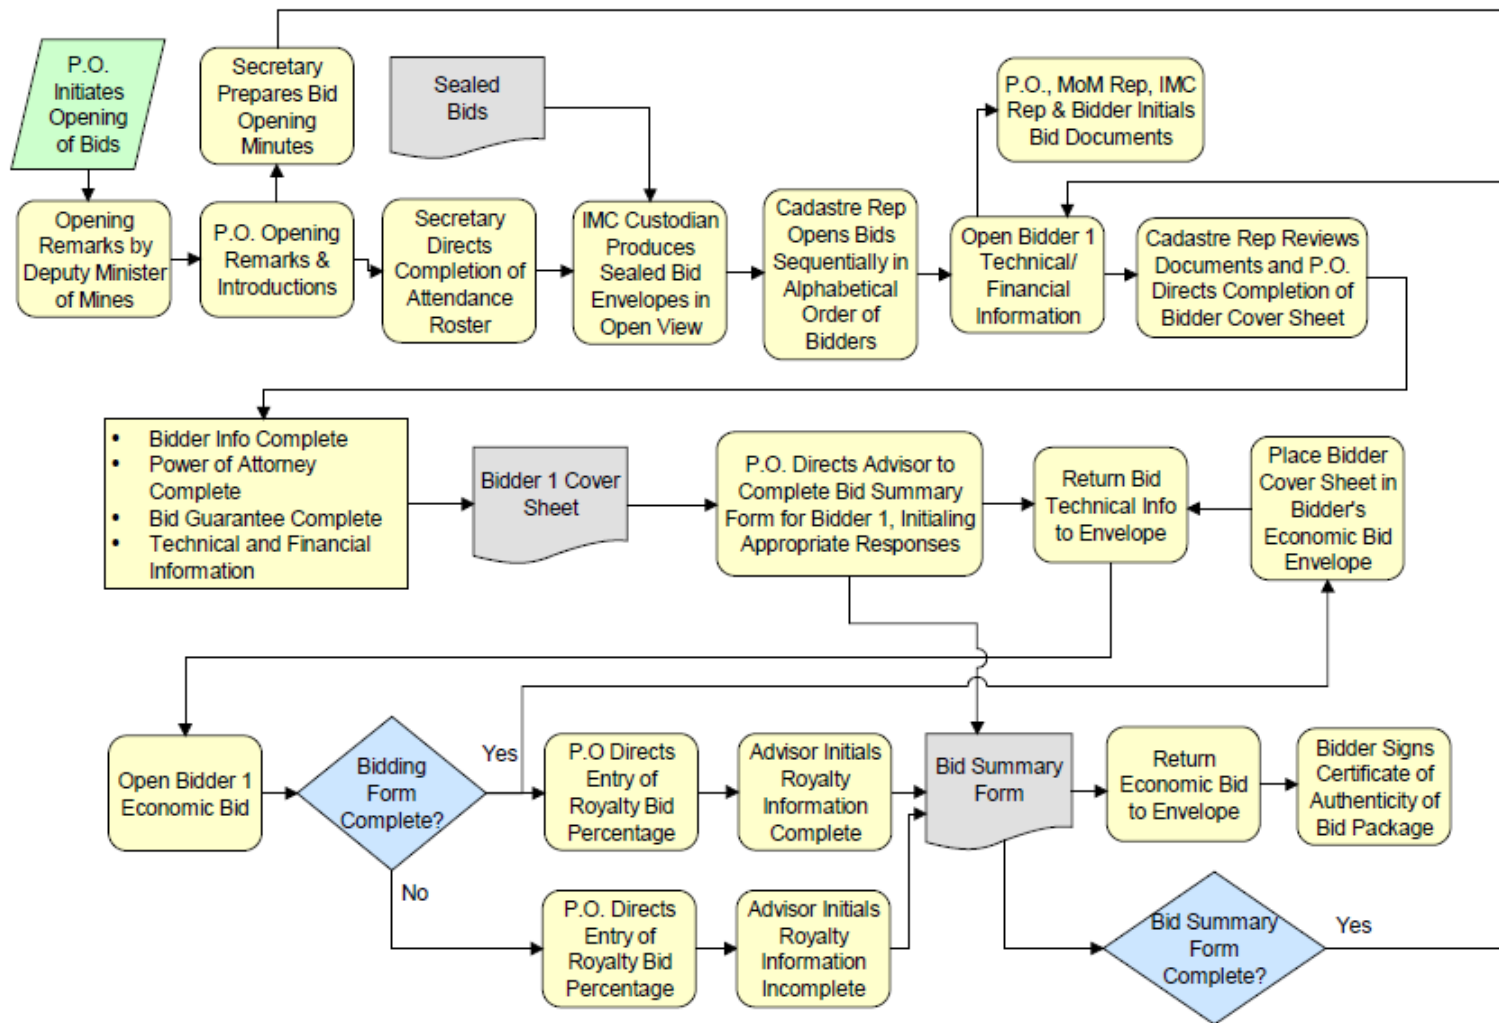 P.O.
Initiates
Opening
of Bids
Secretary
Prepares Bid
Opening
Minutes
Sealed
Bids
P.O., MoM Rep, IMC
Rep & Bidder Initials
Bid Documents
Opening
Remarks by
Deputy Minister
of Mines
P.O. Opening
Remarks &
Introductions
Secretary
Directs
Completion of
Attendance
Roster
IMC Custodian
Produces
Sealed Bid
Envelopes in
Open View
Cadastre Rep
Opens Bids
Sequentially in
Alphabetical
Order of
Bidders
Open Bidder 1
Technical/
Financial
Information
Cadastre Rep Reviews
Documents and P.O.
Directs Completion of
Bidder Cover Sheet
• Bidder Info Complete
• Power of Attorney
Complete
• Bid Guarantee Complete
• Technical and Financial
Information
Bidder 1 Cover
Sheet
P.O. Directs Advisor to
Complete Bid Summary
Form for Bidder 1, Initialing
Appropriate Responses
Return Bid
Technical Info
to Envelope
Place Bidder
Cover Sheet in
Bidder's
Economic Bid
Envelope
Open Bidder 1
Economic Bid
Bidding
Form
Complete?
Yes
No
P.O Directs
Entry of
Royalty Bid
Percentage
Advisor Initials
Royalty
Information
Complete
Bid Summary
Form
Return
Economic Bid
to Envelope
Bidder Signs
Certificate of
Authenticity of
Bid Package
P.O. Directs
Entry of
Royalty Bid
Percentage
Advisor Initials
Royalty
Information
Incomplete
Bid Summary
Form
Complete?
Yes